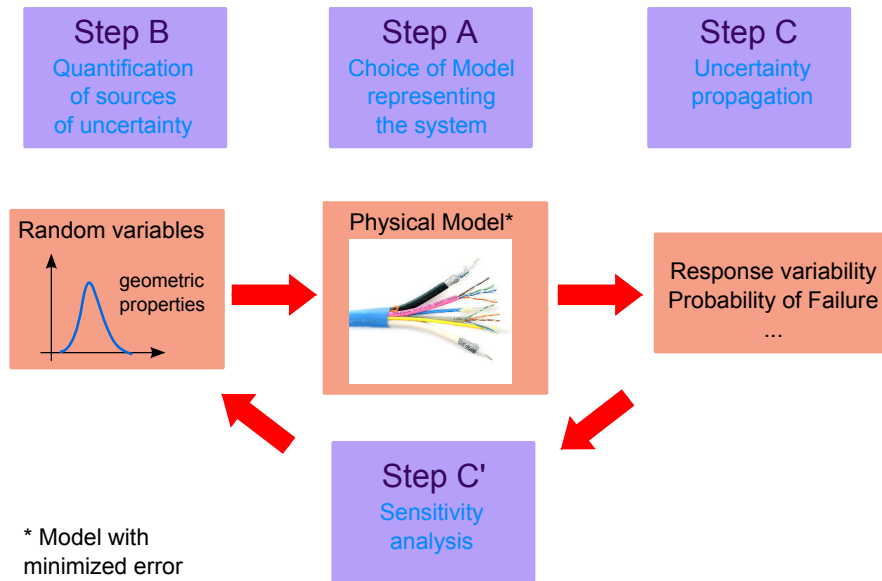 Step B
Quantification
of sources
of uncertainty
Step A
Choice of Model
representing
the system
Step C
Uncertainty
propagation
Random variables
geometric
properties
Physical Model*
Response variability
Probability of Failure
...
Step C'
Sensitivity
analysis
* Model with
minimized error